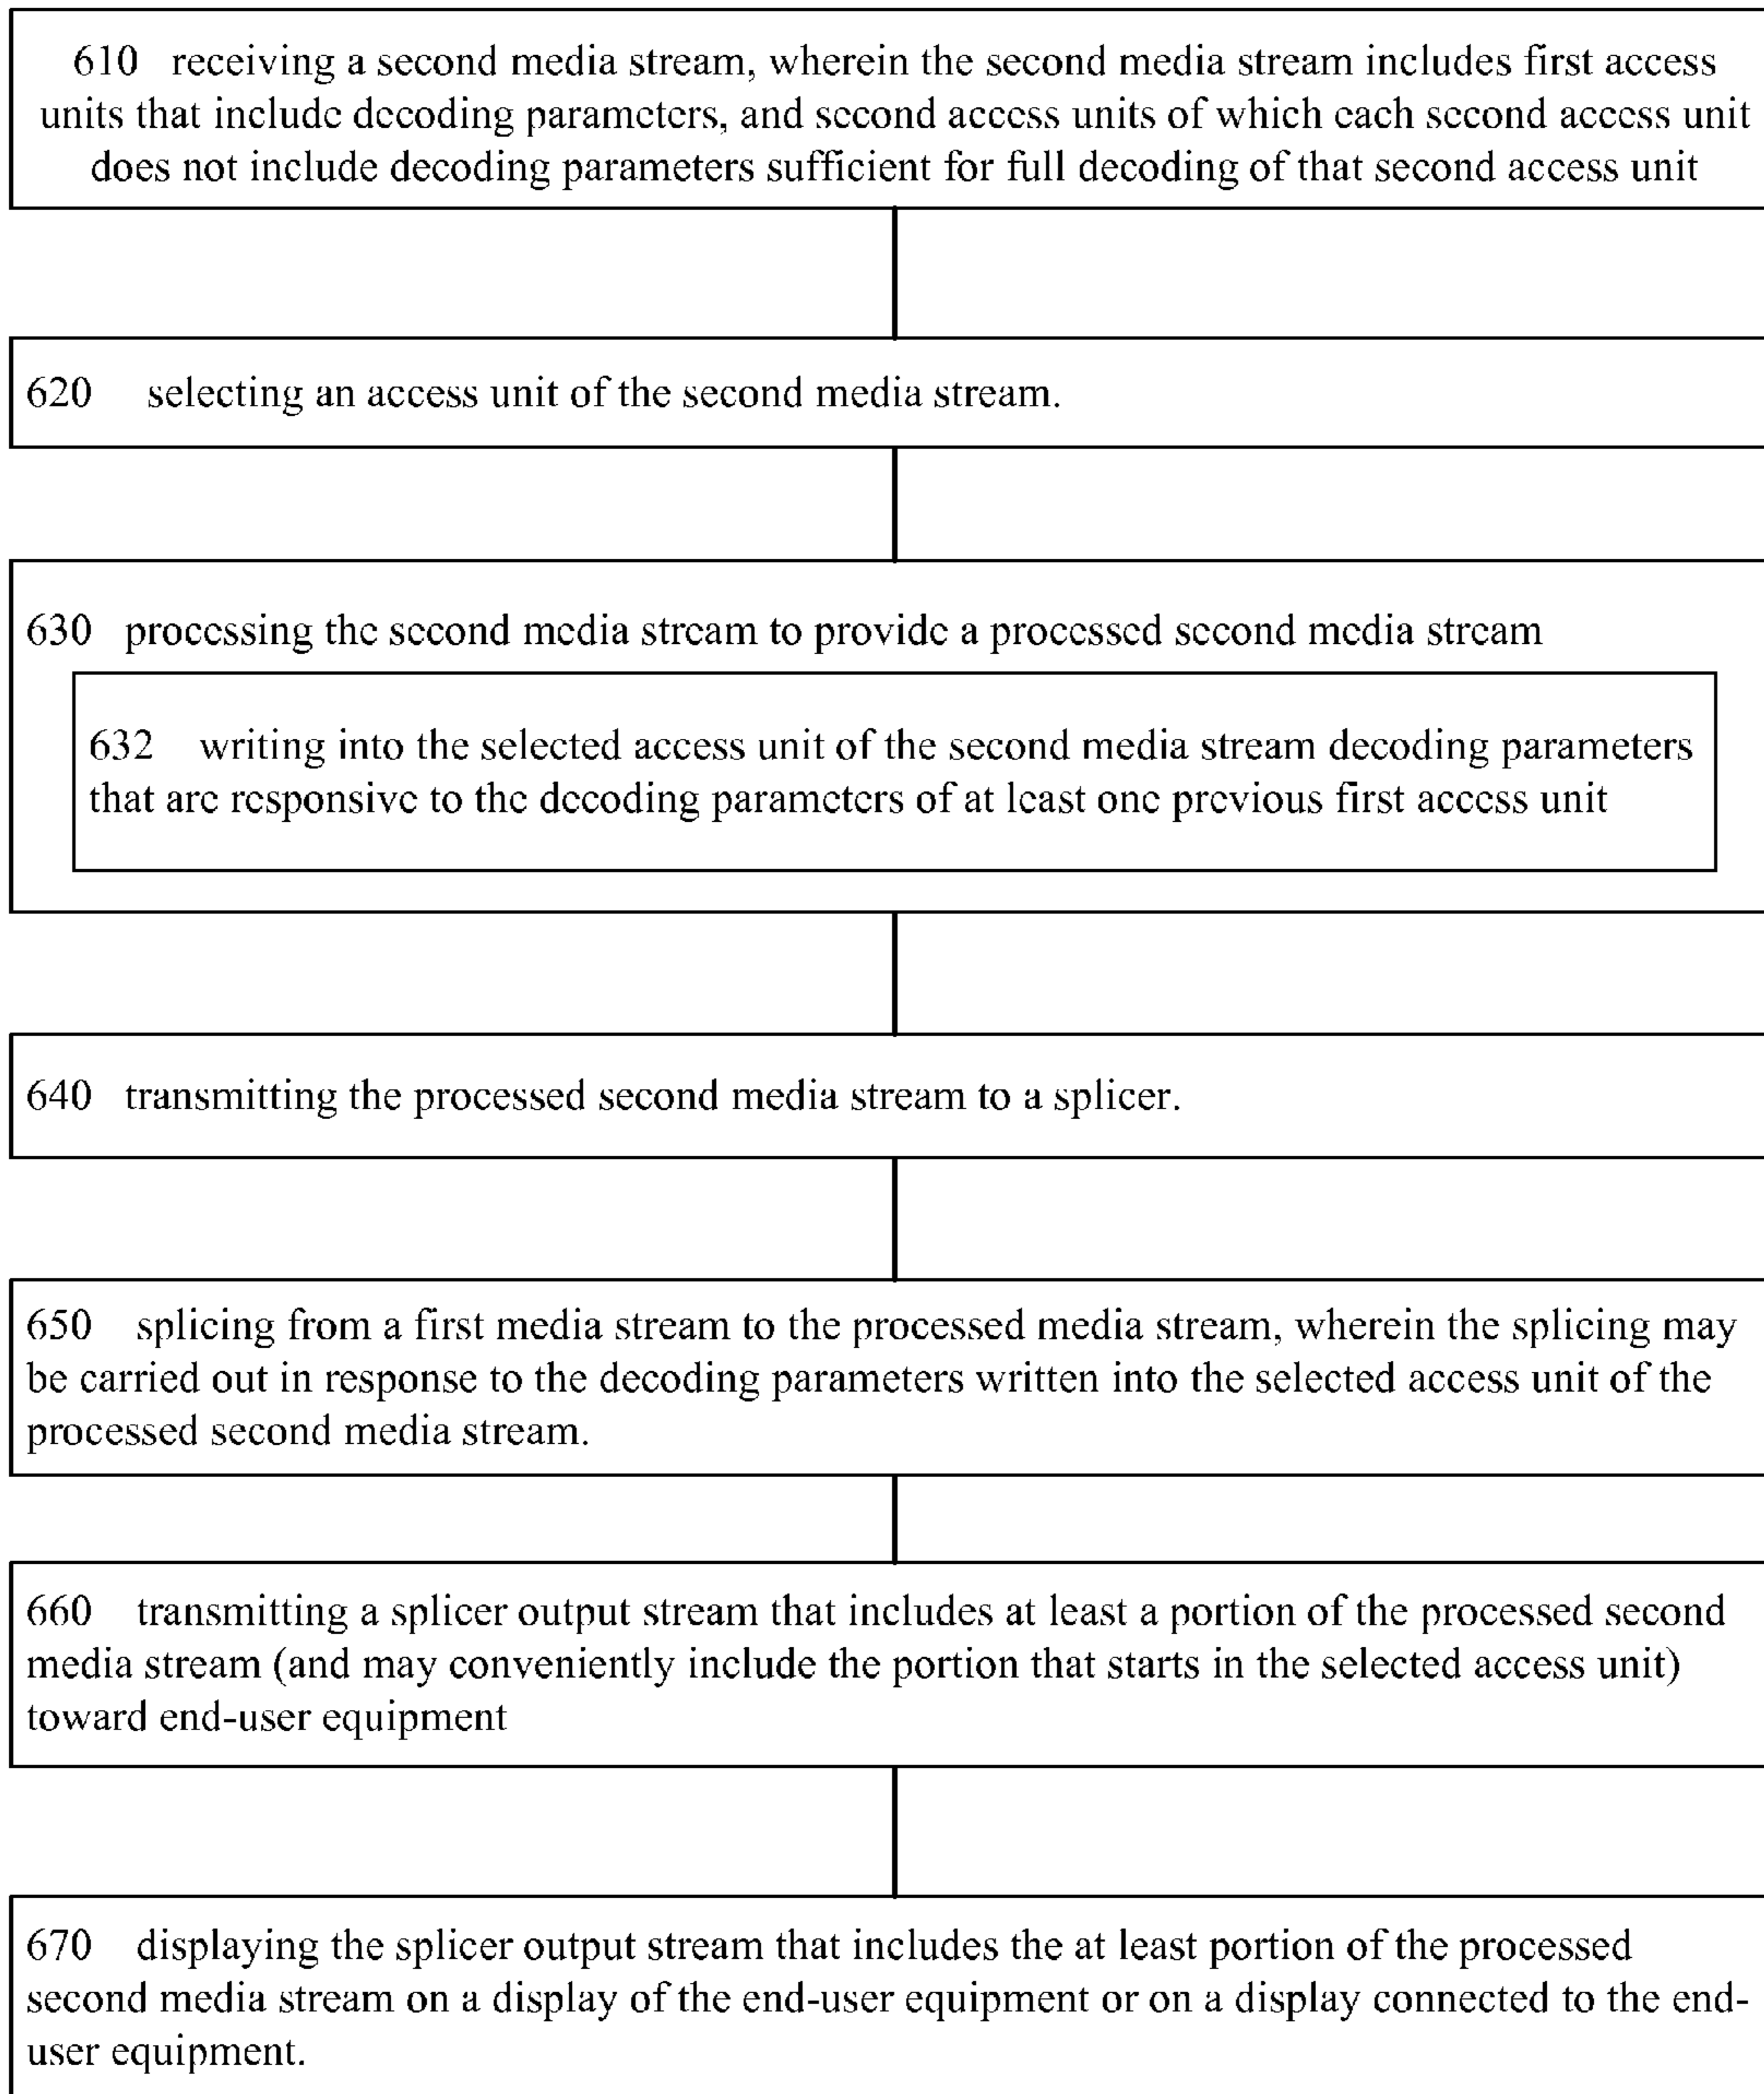 610 receiving a second media stream, wherein the second media stream includes first access
units that include decoding parameters, and second access units of which each second access unit
does not include decoding parameters sufficient for full decoding of that second access unit
620 selecting an access unit of the second media stream.
630 processing the second media stream to provide a processed second media stream
632 writing into the selected access unit of the second media stream decoding parameters
that are responsive to the decoding parameters of at least one previous first access unit
640 transmitting the processed second media stream to a splicer.
650 splicing from a first media stream to the processed media stream, wherein the splicing may
be carried out in response to the decoding parameters written into the selected access unit of the
processed second media stream.
660 transmitting a splicer output stream that includes at least a portion of the processed second
media stream (and may conveniently include the portion that starts in the selected access unit)
toward end-user equipment
670 displaying the splicer output stream that includes the at least portion of the processed
second media stream on a display of the end-user equipment or on a display connected to the end-
user equipment.